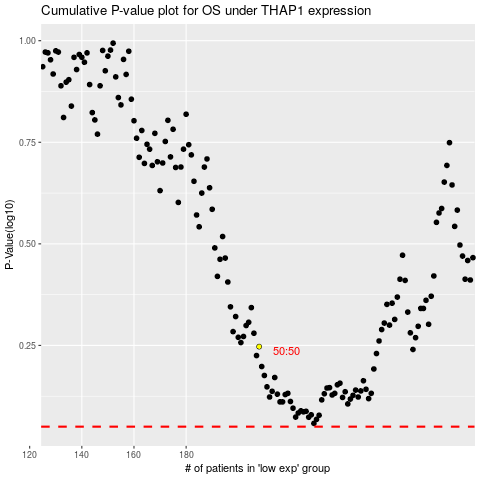 Cumulative P-value plot for OS under THAP1 expression
P-Value(log10)
1.00
0.75
0.50
0.25
50:50
120 140 160 180
# of patients in 'low exp' group